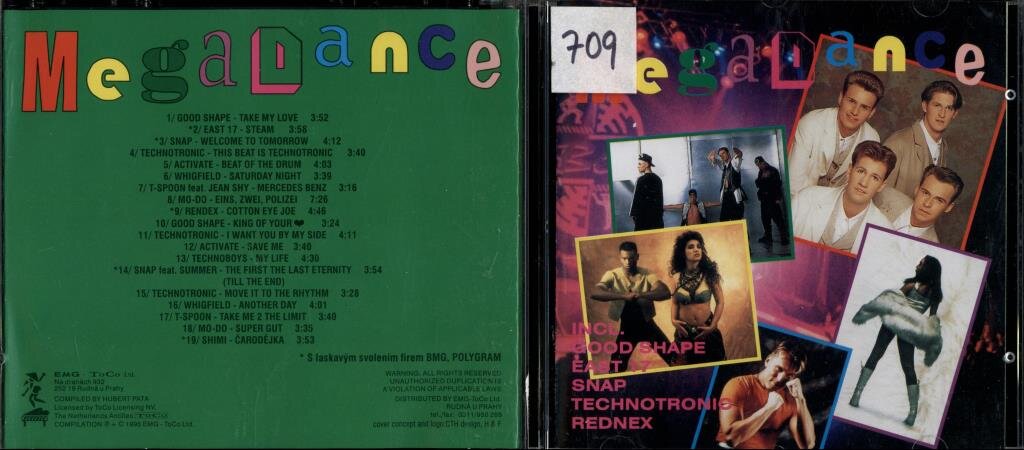 MegaDance
1/ GOOD SHAPE - TAKE MY LOVE 3:52
*2/ EAST 17 - STEAM 3:58
*3/ SNAP - WELCOME TO TOMORROW 4:12
4/ TECHNOTRONIC - THIS BEAT IS TECHNOTRONIC 3:40
5/ ACTIVATE - BEAT OF THE DRUM 4:03
6/ WHIGFIELD - SATURDAY NIGHT 3:39
7/ T-SPOON feat. JEAN SHY - MERCEDES BENZ 3:16
8/ MO-DO - EINS, ZWEI, POLIZEI 7:26
*9/ RENDEX - COTTON EYE JOE 4:46
10/ GOOD SHAPE - KING OF YOUR ❤ 3:24
11/ TECHNOTRONIC - I WANT YOU BY MY SIDE 4:11
12/ ACTIVATE - SAVE ME 3:40
13/ TECHNOBOYS - MY LIFE 4:30
*14/ SNAP feat. SUMMER - THE FIRST THE LAST ETERNITY 3:54
(TILL THE END)
15/ TECHNOTRONIC - MOVE IT TO THE RHYTHM 3:28
16/ WHIGFIELD - ANOTHER DAY 4:01
17/ T-SPOON - TAKE ME 2 THE LIMIT 3:40
18/ MO-DO - SUPER GUT 3:35
*19/ SHIMI - ČARODĚJKA 3:53
* S laskavým svolením firem BMG, POLYGRAM
EMG - ToCo Ltd.
Na drahách 932
252 19 Rudná u Prahy
COMPILED BY HUBERT PATA
Licensed by ToCo Licensing NV.
The Netherlands Antilles ToCo
COMPILATION ℗ + © 1995 EMG - ToCo Ltd.
WARNING: ALL RIGHTS RESERVED
UNAUTHORIZED DUPLICATION IS
A VIOLATION OF APPLICABLE LAWS
DISTRIBUTED BY EMG-ToCo Ltd.
RUDNÁ U PRAHY
cover concept and logo: CTH design, H & F
709
MegaDance
INCL.
GOOD SHAPE
EAST 17
SNAP
TECHNOTRONIC
REDNEX